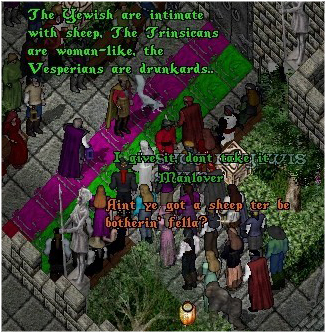 The Yewish are intimate
with sheep, The Trinsicans
are woman-like, the
Vesperians are drunkards..
I give it, dont take it
Manlover
Aint ye got a sheep ter be
botherin' fella?